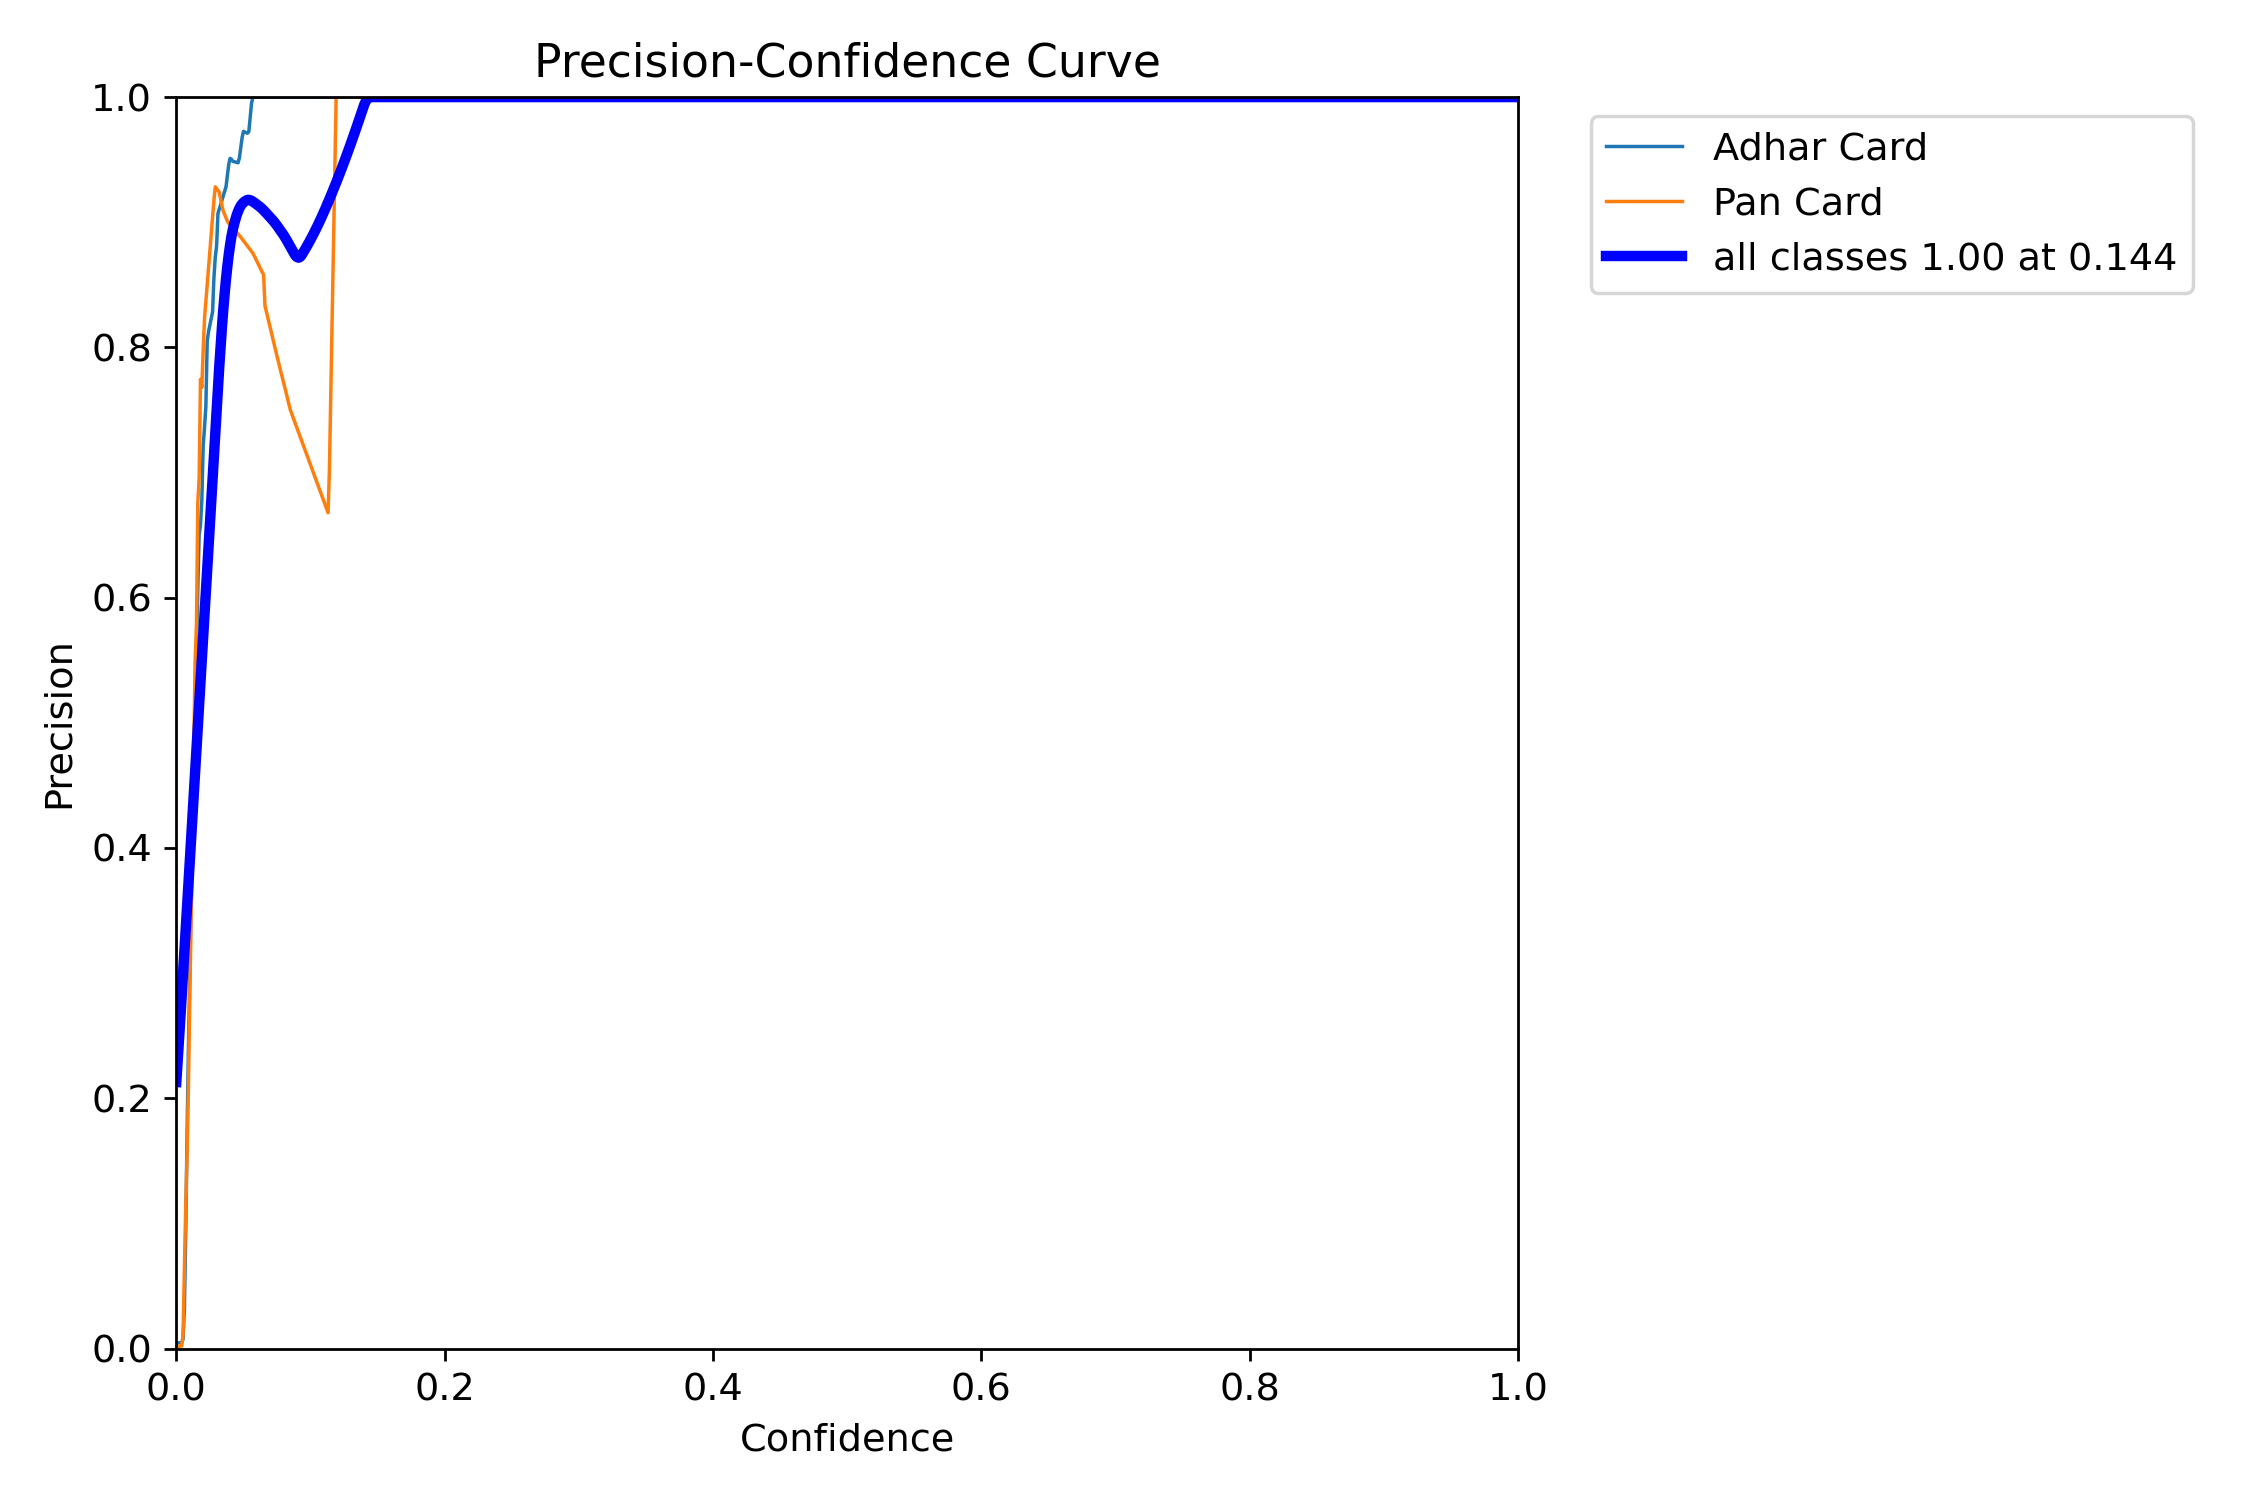 Precision-Confidence Curve
1.0
0.8
0.6
0.4
0.2
0.0
Precision
0.0 0.2 0.4 0.6 0.8 1.0
Confidence
Adhar Card
Pan Card
all classes 1.00 at 0.144